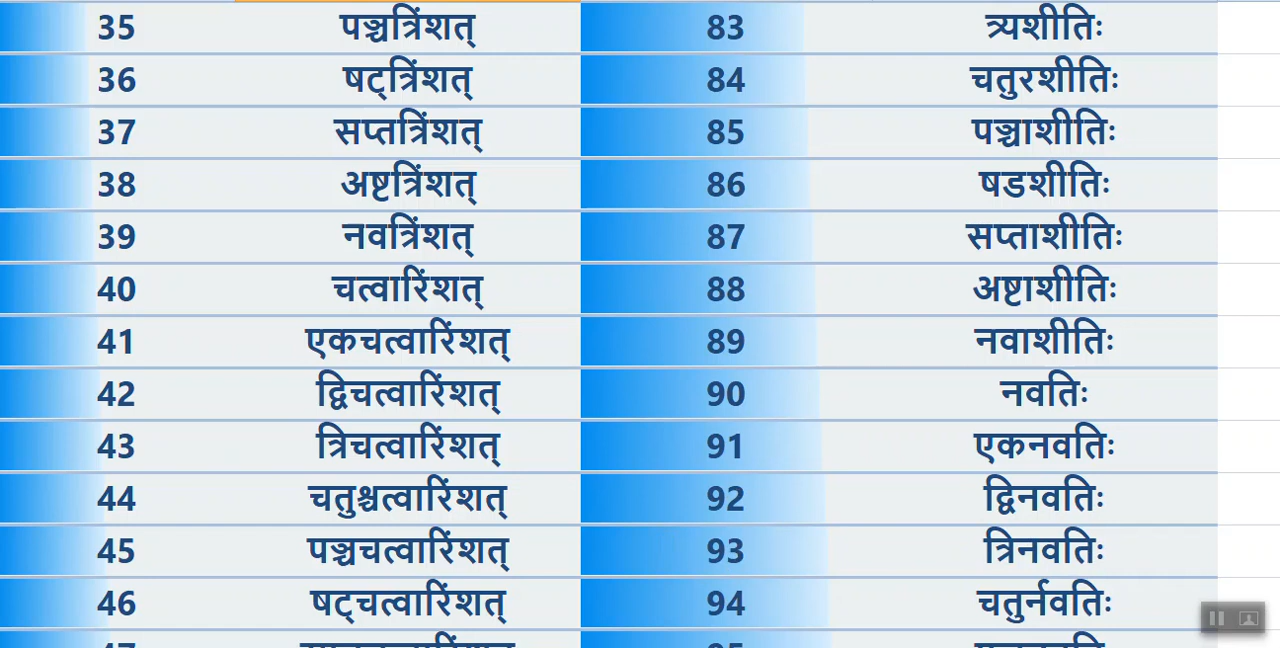 35 पञ्चत्रिंशत् 83 त्र्यशीतिः
36 षट्त्रिंशत् 84 चतुरशीतिः
37 सप्तत्रिंशत् 85 पञ्चाशीतिः
38 अष्टत्रिंशत् 86 षडशीतिः
39 नवत्रिंशत् 87 सप्ताशीतिः
40 चत्वारिंशत् 88 अष्टाशीतिः
41 एकचत्वारिंशत् 89 नवाशीतिः
42 द्विचत्वारिंशत् 90 नवतिः
43 त्रिचत्वारिंशत् 91 एकनवतिः
44 चतुश्चत्वारिंशत् 92 द्विनवतिः
45 पञ्चचत्वारिंशत् 93 त्रिनवतिः
46 षट्चत्वारिंशत् 94 चतुर्नवतिः